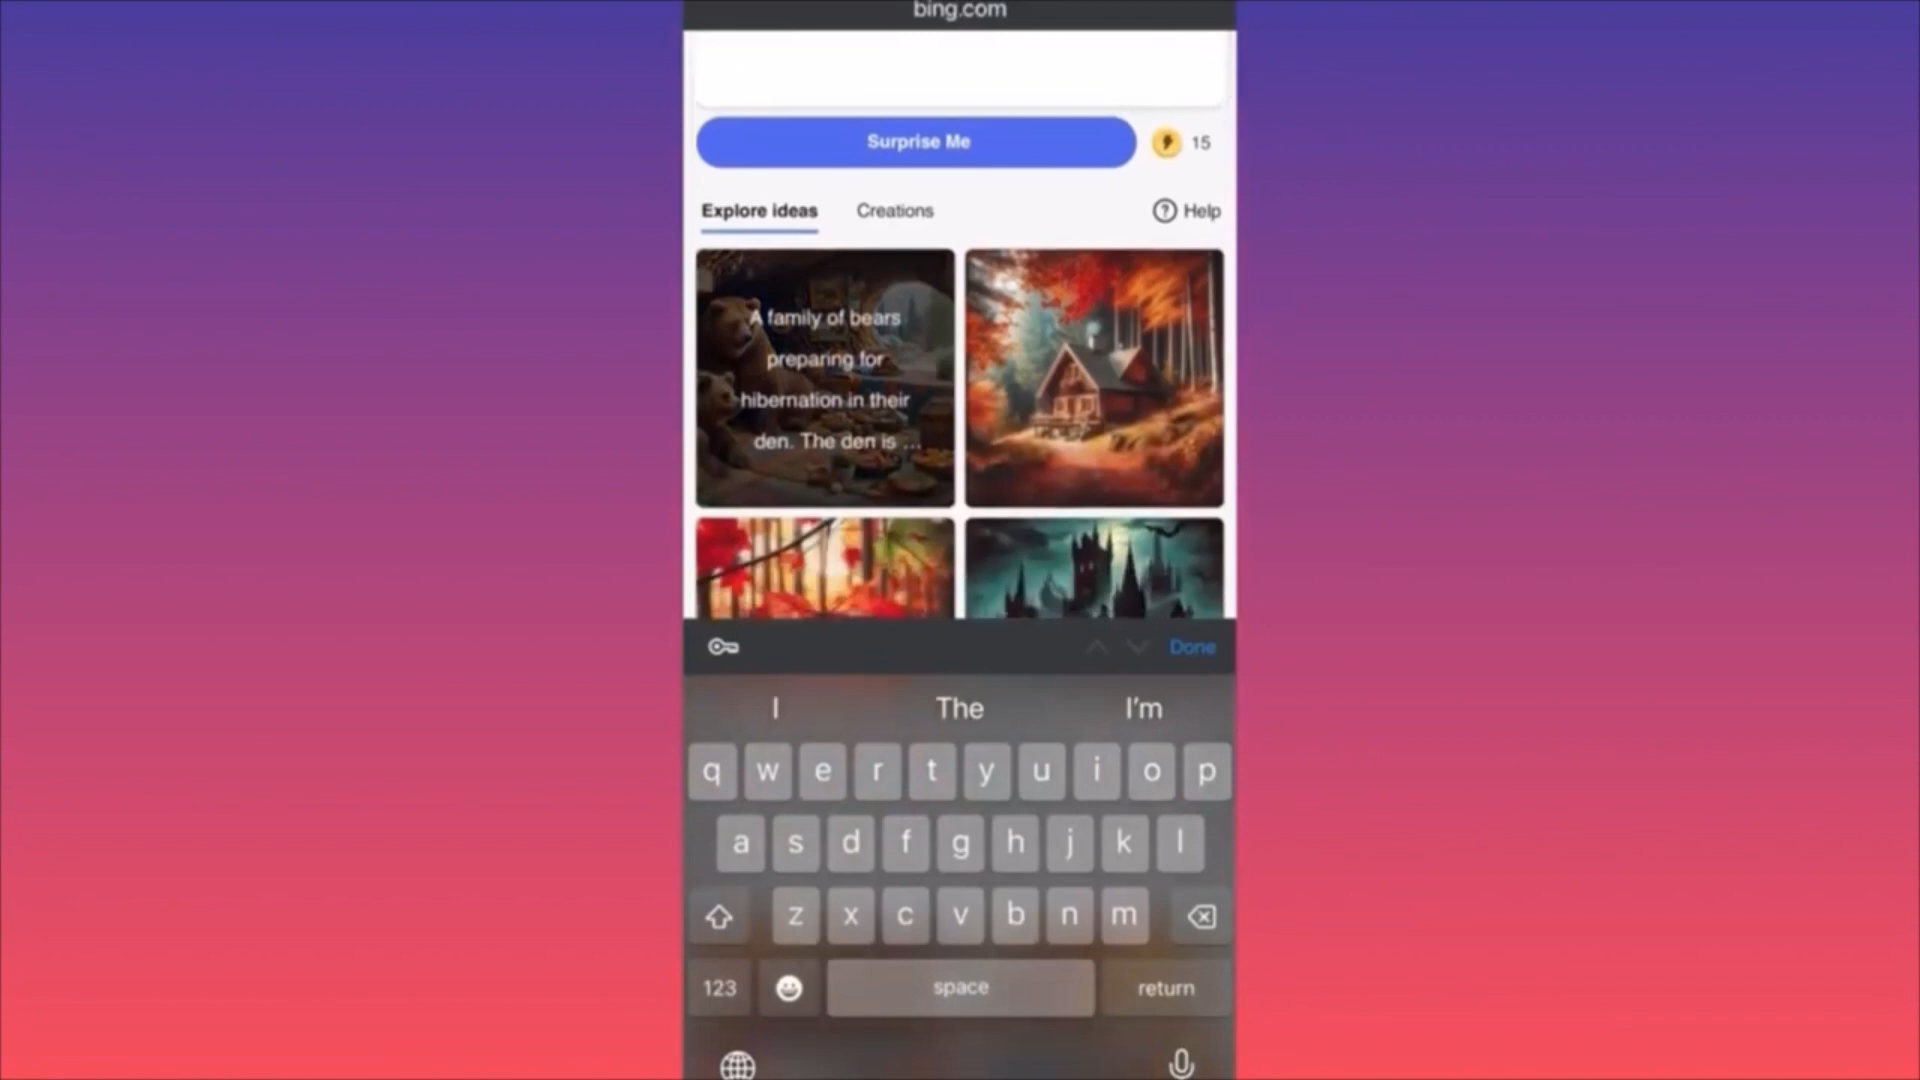 bing.com
Surprise Me
15
Explore ideas
Creations
? Help
A family of bears
preparing for
hibernation in their
den. The den is ...
Done
I
The
I'm
q w e r t y u i o p
a s d f g h j k l
z x c v b n m
123
space
return